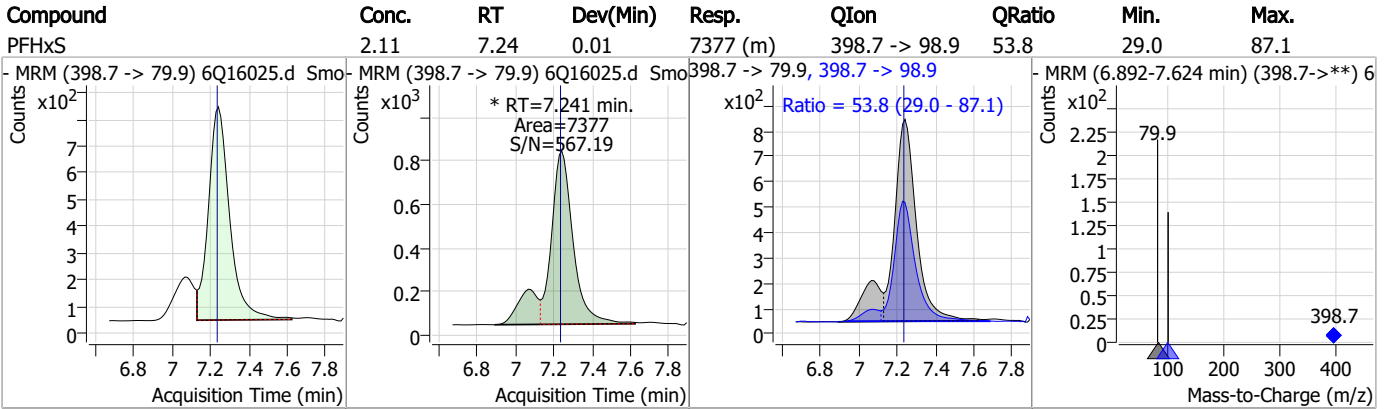 Compound Conc. RT Dev(Min) Resp. QIon QRatio Min. Max.
PFHxS 2.11 7.24 0.01 7377 (m) 398.7 -> 98.9 53.8 29.0 87.1
- MRM (398.7 -> 79.9) 6Q16025.d Smo
Counts
x10²
7
6
5
4
3
2
1
0
6.8 7 7.2 7.4 7.6 7.8
Acquisition Time (min)
- MRM (398.7 -> 79.9) 6Q16025.d Smo
Counts
x10³
* RT=7.241 min.
Area=7377
S/N=567.19
0.8
0.6
0.4
0.2
0
6.8 7 7.2 7.4 7.6 7.8
Acquisition Time (min)
398.7 -> 79.9, 398.7 -> 98.9
x10²
Ratio = 53.8 (29.0 - 87.1)
8
7
6
5
4
3
2
1
0
6.8 7 7.2 7.4 7.6 7.8
Acquisition Time (min)
- MRM (6.892-7.624 min) (398.7->**) 6
Counts
x10²
2.25
2
1.75
1.5
1.25
1
0.75
0.5
0.25
0
79.9
398.7
100 200 300 400
Mass-to-Charge (m/z)